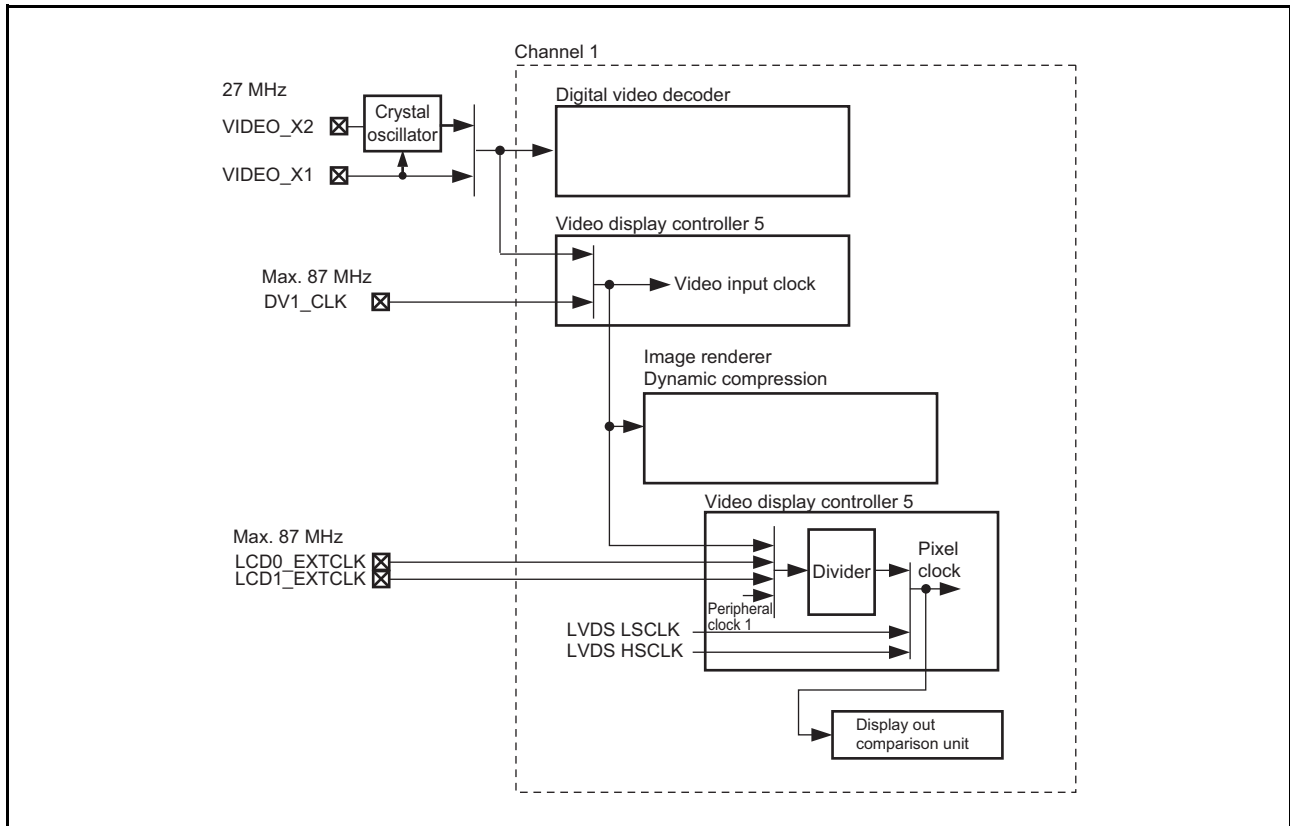 Channel 1
27 MHz
VIDEO_X2
Crystal
oscillator
VIDEO_X1
Digital video decoder
Video display controller 5
Max. 87 MHz
DV1_CLK
Video input clock
Image renderer
Dynamic compression
Video display controller 5
Max. 87 MHz
LCD0_EXTCLK
LCD1_EXTCLK
Divider
Pixel
clock
Peripheral
clock 1
LVDS LSCLK
LVDS HSCLK
Display out
comparison unit